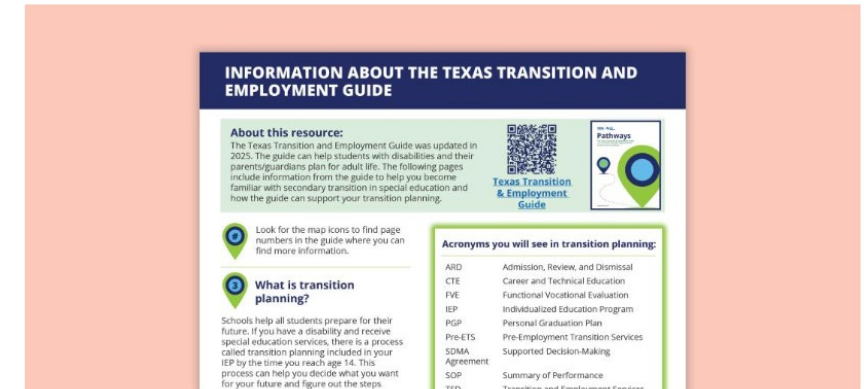 INFORMATION ABOUT THE TEXAS TRANSITION AND
EMPLOYMENT GUIDE
About this resource:
The Texas Transition and Employment Guide was updated in
2025. The guide can help students with disabilities and their
parents/guardians plan for adult life. The following pages
include information from the guide to help you become
familiar with secondary transition in special education and
how the guide can support your transition planning.
Texas Transition
& Employment
Guide
Pathways
#
Look for the map icons to find page
numbers in the guide where you can
find more information.
3
What is transition
planning?
Schools help all students prepare for their
future. If you have a disability and receive
special education services, there is a process
called transition planning included in your
IEP by the time you reach age 14. This
process can help you decide what you want
for your future and figure out the steps
Acronyms you will see in transition planning:
ARD Admission, Review, and Dismissal
CTE Career and Technical Education
FVE Functional Vocational Evaluation
IEP Individualized Education Program
PGP Personal Graduation Plan
Pre-ETS Pre-Employment Transition Services
SDMA Supported Decision-Making
Agreement
SOP Summary of Performance
Transition and Employment Services